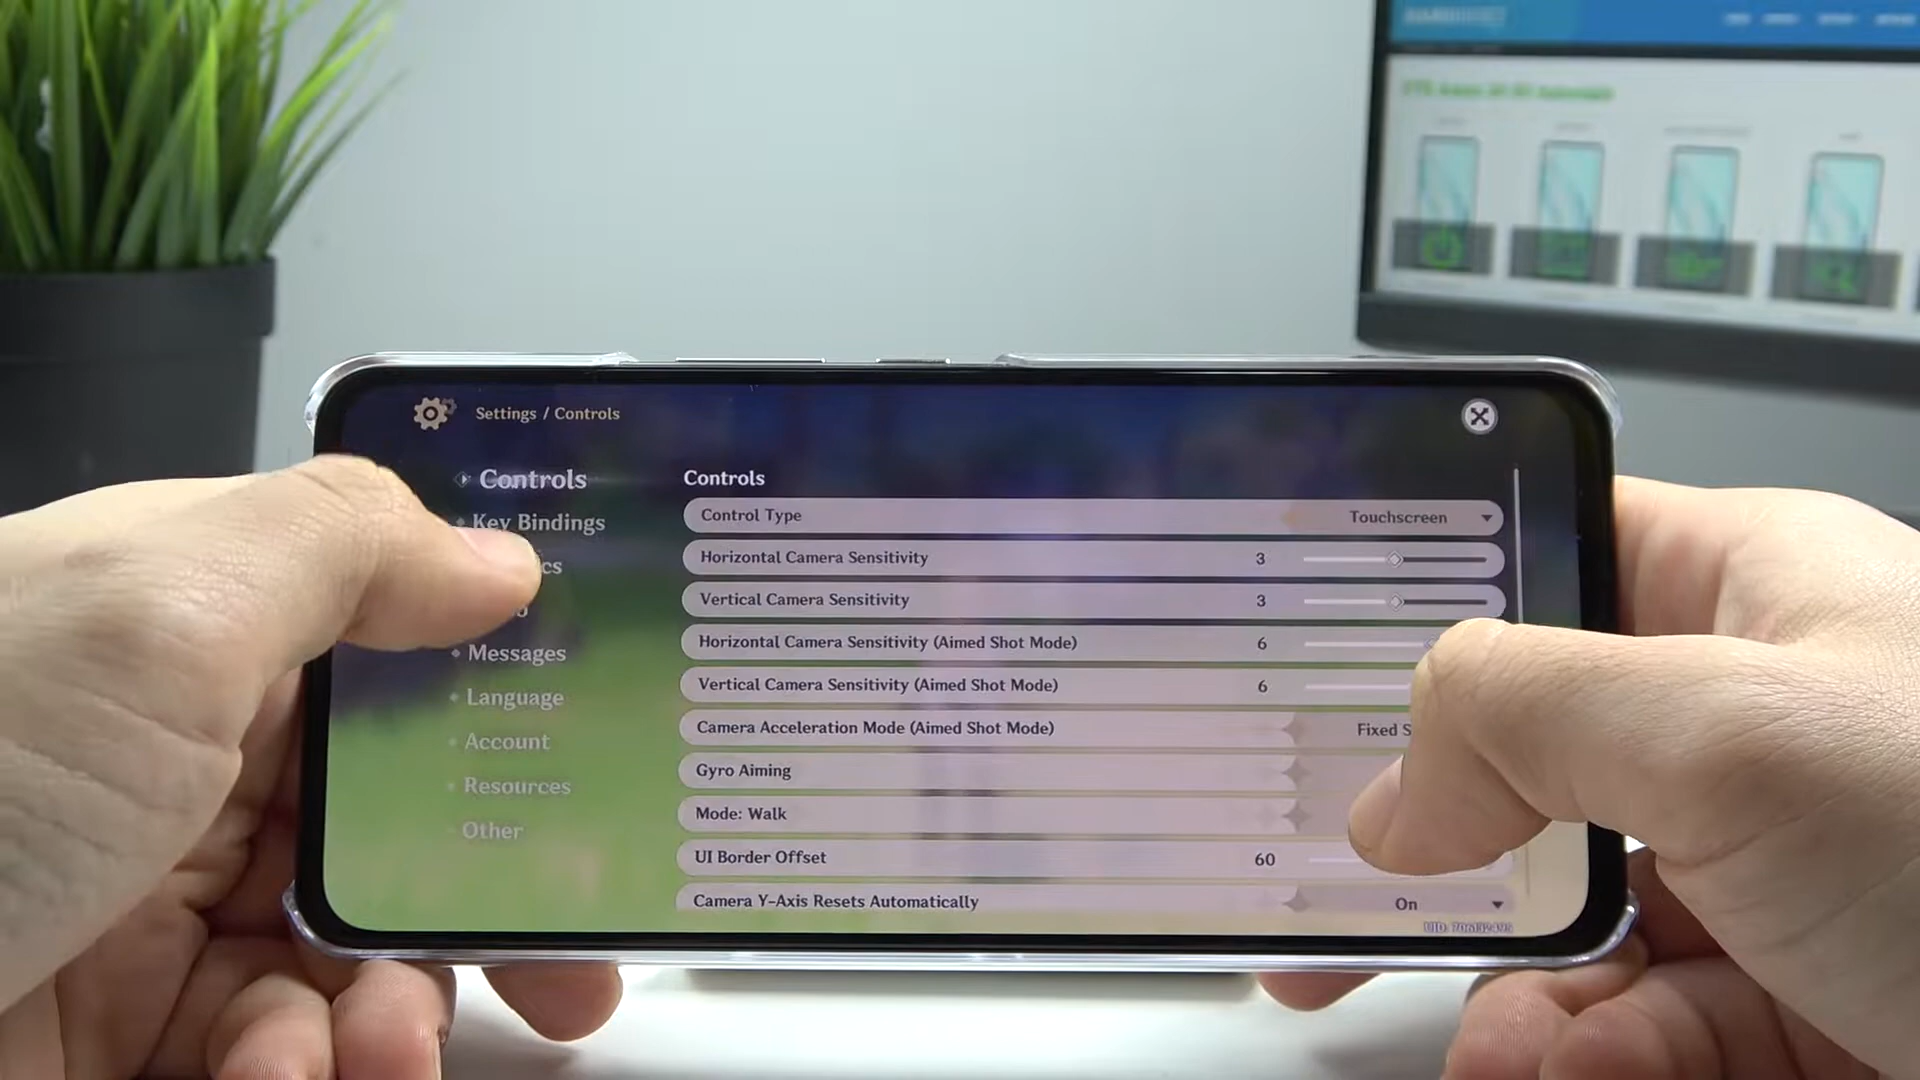 Settings / Controls
Controls
Key Bindings
Messages
Language
Account
Resources
Other
Controls
Control Type
Touchscreen
Horizontal Camera Sensitivity 3
Vertical Camera Sensitivity 3
Horizontal Camera Sensitivity (Aimed Shot Mode) 6
Vertical Camera Sensitivity (Aimed Shot Mode) 6
Camera Acceleration Mode (Aimed Shot Mode) Fixed S
Gyro Aiming
Mode: Walk
UI Border Offset 60
Camera Y-Axis Resets Automatically On